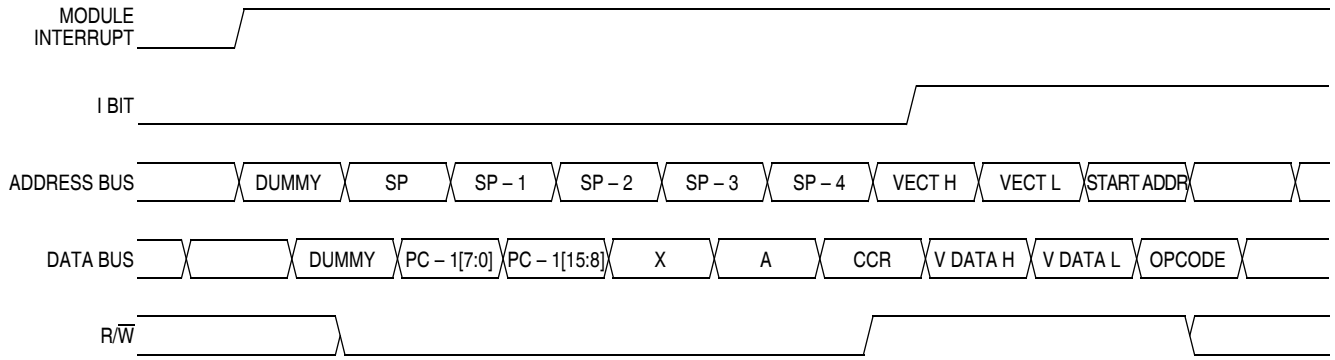 MODULE
INTERRUPT
I BIT
ADDRESS BUS DUMMY SP SP – 1 SP – 2 SP – 3 SP – 4 VECT H VECT L START ADDR
DATA BUS DUMMY PC – 1[7:0] PC – 1[15:8] X A CCR V DATA H V DATA L OPCODE
R/W̅